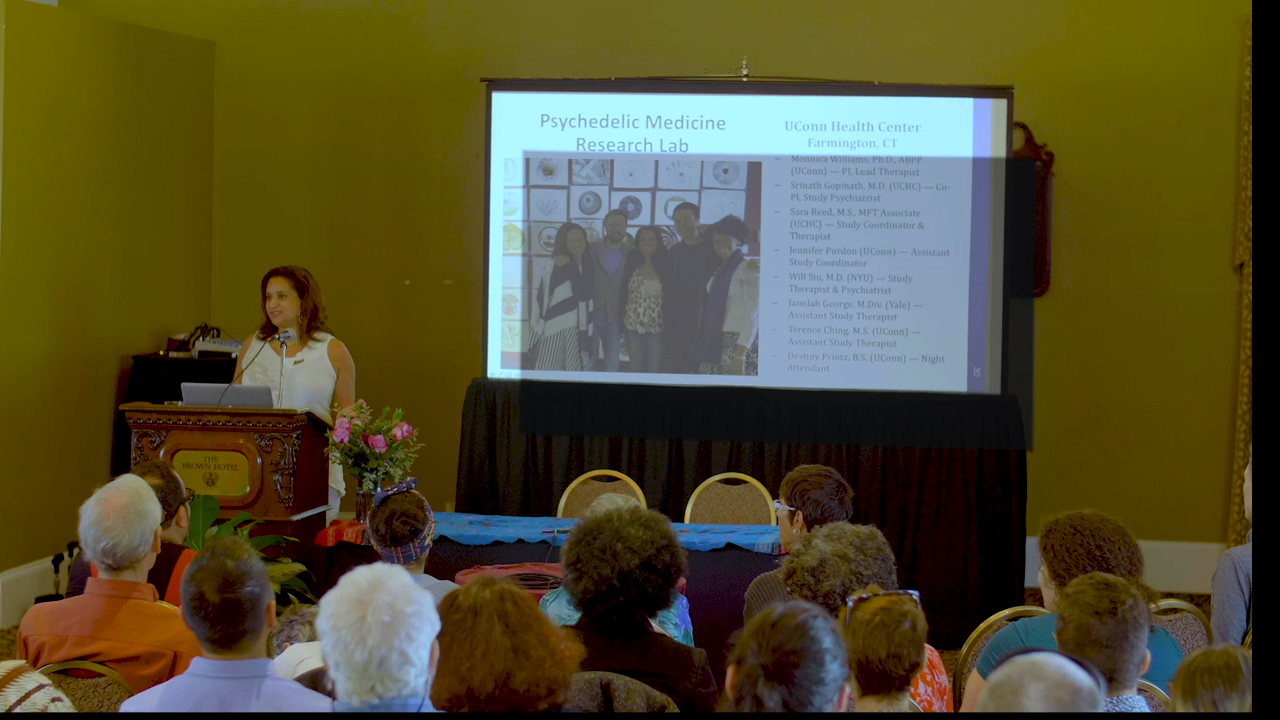 Psychedelic Medicine
Research Lab
UConn Health Center
Farmington, CT
– Monnica Williams, Ph.D., ABPP
(UConn) — PI, Lead Therapist
– Srinath Gopinath, M.D. (UCHC) — Co-
PI, Study Psychiatrist
– Sara Reed, M.S., MFT Associate
(UCHC) — Study Coordinator &
Therapist
– Jennifer Purdon (UConn) — Assistant
Study Coordinator
– Will Siu, M.D. (NYU) — Study
Therapist & Psychiatrist
– Jamilah George, M.Div. (Yale) —
Assistant Study Therapist
– Terence Ching, M.S. (UConn) —
Assistant Study Therapist
– Destiny Printz, B.S. (UConn) — Night
Attendant
THE
BROWN HOTEL